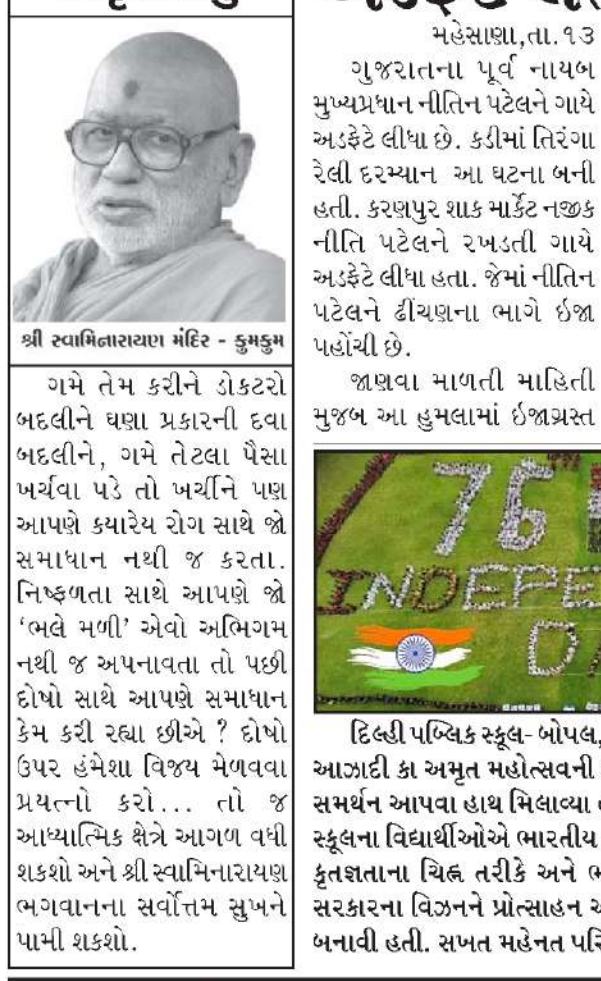 શ્રી સ્વામિનારાયણ મંદિર - કુમકુમ
ગમે તેમ કરીને ડોકટરો
બદલીને ઘણા પ્રકારની દવા
બદલીને, ગમે તેટલા પૈસા
ખર્ચવા પડે તો ખર્ચીને પણ
આપણે કયારેય રોગ સાથે જો
સમાધાન નથી જ કરતા.
નિષ્ફળતા સાથે આપણે જો
‘ભલે મળી’ એવો અભિગમ
નથી જ અપનાવતા તો પછી
દોષો સાથે આપણે સમાધાન
કેમ કરી રહ્યા છીએ ? દોષો
ઉપર હંમેશા વિજય મેળવવા
પ્રયત્નો કરો... તો જ
આધ્યાત્મિક ક્ષેત્રે આગળ વધી
શકશો અને શ્રી સ્વામિનારાયણ
ભગવાનના સર્વોત્તમ સુખને
પામી શકશો.
મહેસાણા,તા.૧૩
ગુજરાતના પૂર્વ નાયબ
મુખ્યપ્રધાન નીતિન પટેલને ગાયે
અડફેટે લીધા છે. કડીમાં તિરંગા
રેલી દરમ્યાન આ ઘટના બની
હતી. કરણપુર શાક માર્કેટ નજીક
નીતિ પટેલને રખડતી ગાયે
અડફેટે લીધા હતા. જેમાં નીતિન
પટેલને ઢીંચણના ભાગે ઇજા
પહોંચી છે.
જાણવા માળતી માહિતી
મુજબ આ હુમલામાં ઇજાગ્રસ્ત
76
INDEPE
D
દિલ્હી પબ્લિક સ્કૂલ- બોપલ,
આઝાદી કા અમૃત મહોત્સવની
સમર્થન આપવા હાથ મિલાવ્યા
સ્કૂલના વિદ્યાર્થીઓએ ભારતીય
કૃતજ્ઞતાના ચિહ્ન તરીકે અને
સરકારના વિઝનને પ્રોત્સાહન
બનાવી હતી. સખત મહેનત